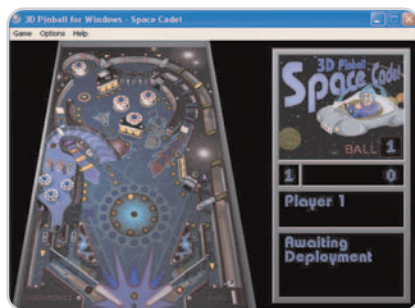 3D Pinball for Windows - Space Cadet
Game Options Help
3D Pinball
Space Cadet
BALL 1
1 0
Player 1
Awaiting
Deployment